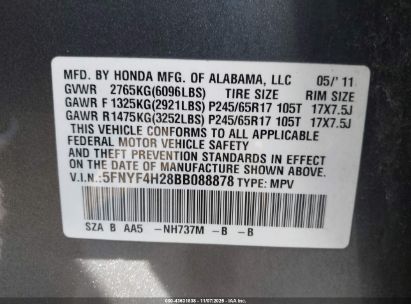 MFD. BY HONDA MFG. OF ALABAMA, LLC 05/'11
GVWR 2765KG(6096LBS) TIRE SIZE RIM SIZE
GAWR F 1325KG(2921LBS) P245/65R17 105T 17X7.5J
GAWR R1475KG(3252LBS) P245/65R17 105T 17X7.5J
THIS VEHICLE CONFORMS TO ALL APPLICABLE
FEDERAL MOTOR VEHICLE SAFETY AND
THEFT PREVENTION STANDARDS IN EFFECT
ON THE DATE OF MANUFACTURE SHOWN ABOVE.
V.I.N.:5FNYF4H28BB088878 TYPE: MPV
SZA B AA5 -NH737M -B -B